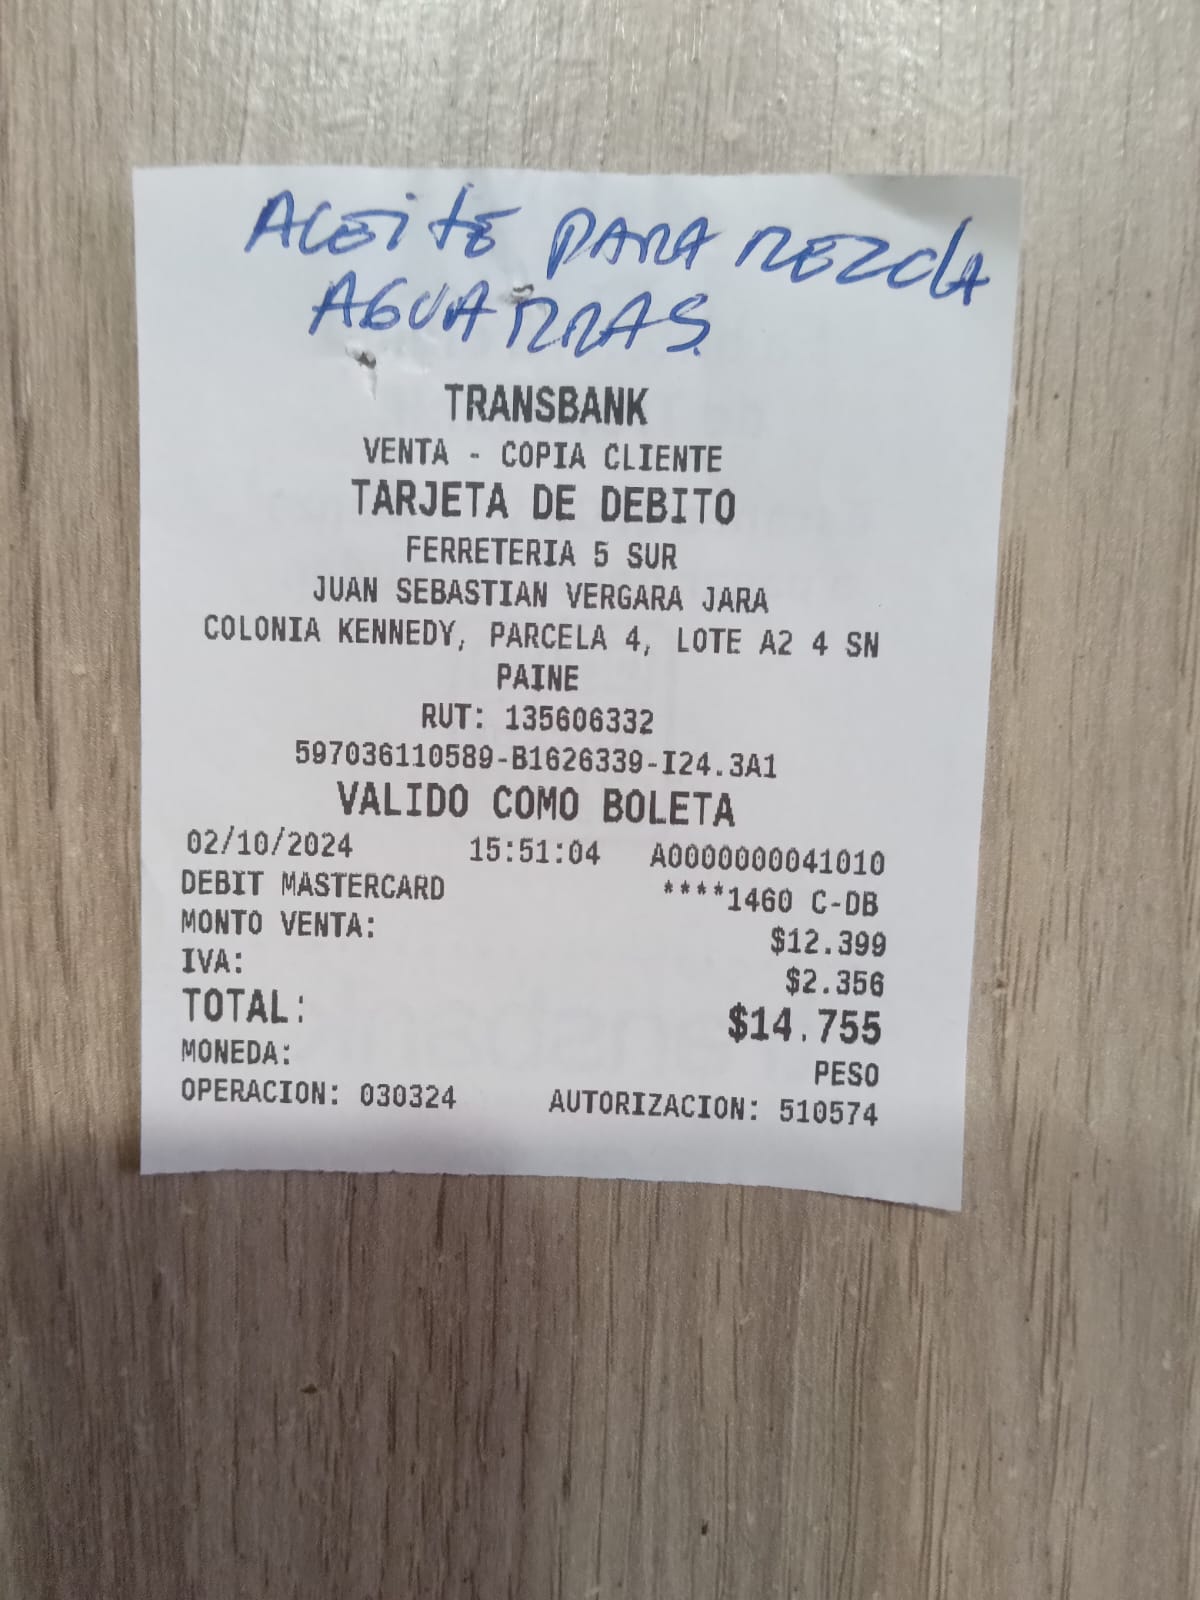 ACEITE PARA MEZCLA
AGUARRAS.
TRANSBANK
VENTA - COPIA CLIENTE
TARJETA DE DEBITO
FERRETERIA 5 SUR
JUAN SEBASTIAN VERGARA JARA
COLONIA KENNEDY, PARCELA 4, LOTE A2 4 SN
PAINE
RUT: 135606332
597036110589-B1626339-I24.3A1
VALIDO COMO BOLETA
02/10/2024 15:51:04 A0000000041010
DEBIT MASTERCARD ****1460 C-DB
MONTO VENTA: $12.399
IVA: $2.356
TOTAL: $14.755
MONEDA: PESO
OPERACION: 030324 AUTORIZACION: 510574